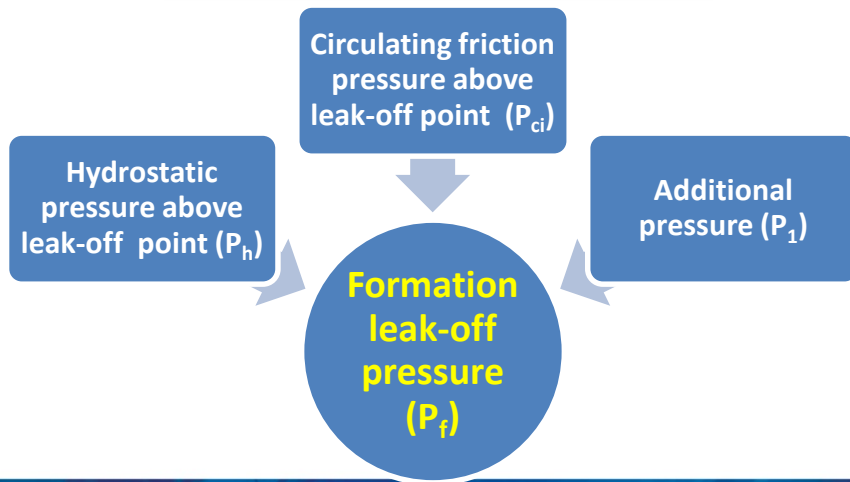 Circulating friction
pressure above
leak-off point (Pci)
Hydrostatic
pressure above
leak-off point (Ph)
Additional
pressure (P1)
Formation
leak-off
pressure
(Pf)